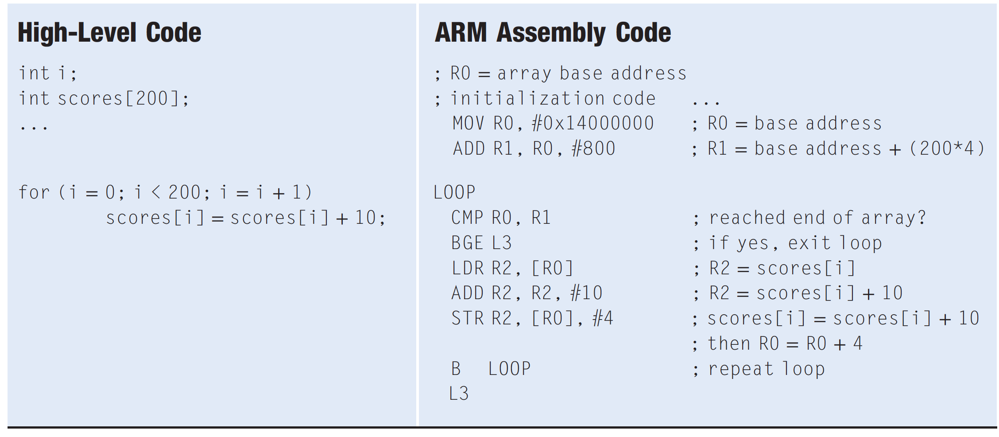 High-Level Code
int i;
int scores[200];
...
for (i = 0; i < 200; i = i + 1)
scores[i] = scores[i] + 10;
ARM Assembly Code
; R0 = array base address
; initialization code ...
MOV R0, #0x14000000 ; R0 = base address
ADD R1, R0, #800 ; R1 = base address + (200*4)
LOOP
CMP R0, R1 ; reached end of array?
BGE L3 ; if yes, exit loop
LDR R2, [R0] ; R2 = scores[i]
ADD R2, R2, #10 ; R2 = scores[i] + 10
STR R2, [R0], #4 ; scores[i] = scores[i] + 10
; then R0 = R0 + 4
B LOOP ; repeat loop
L3